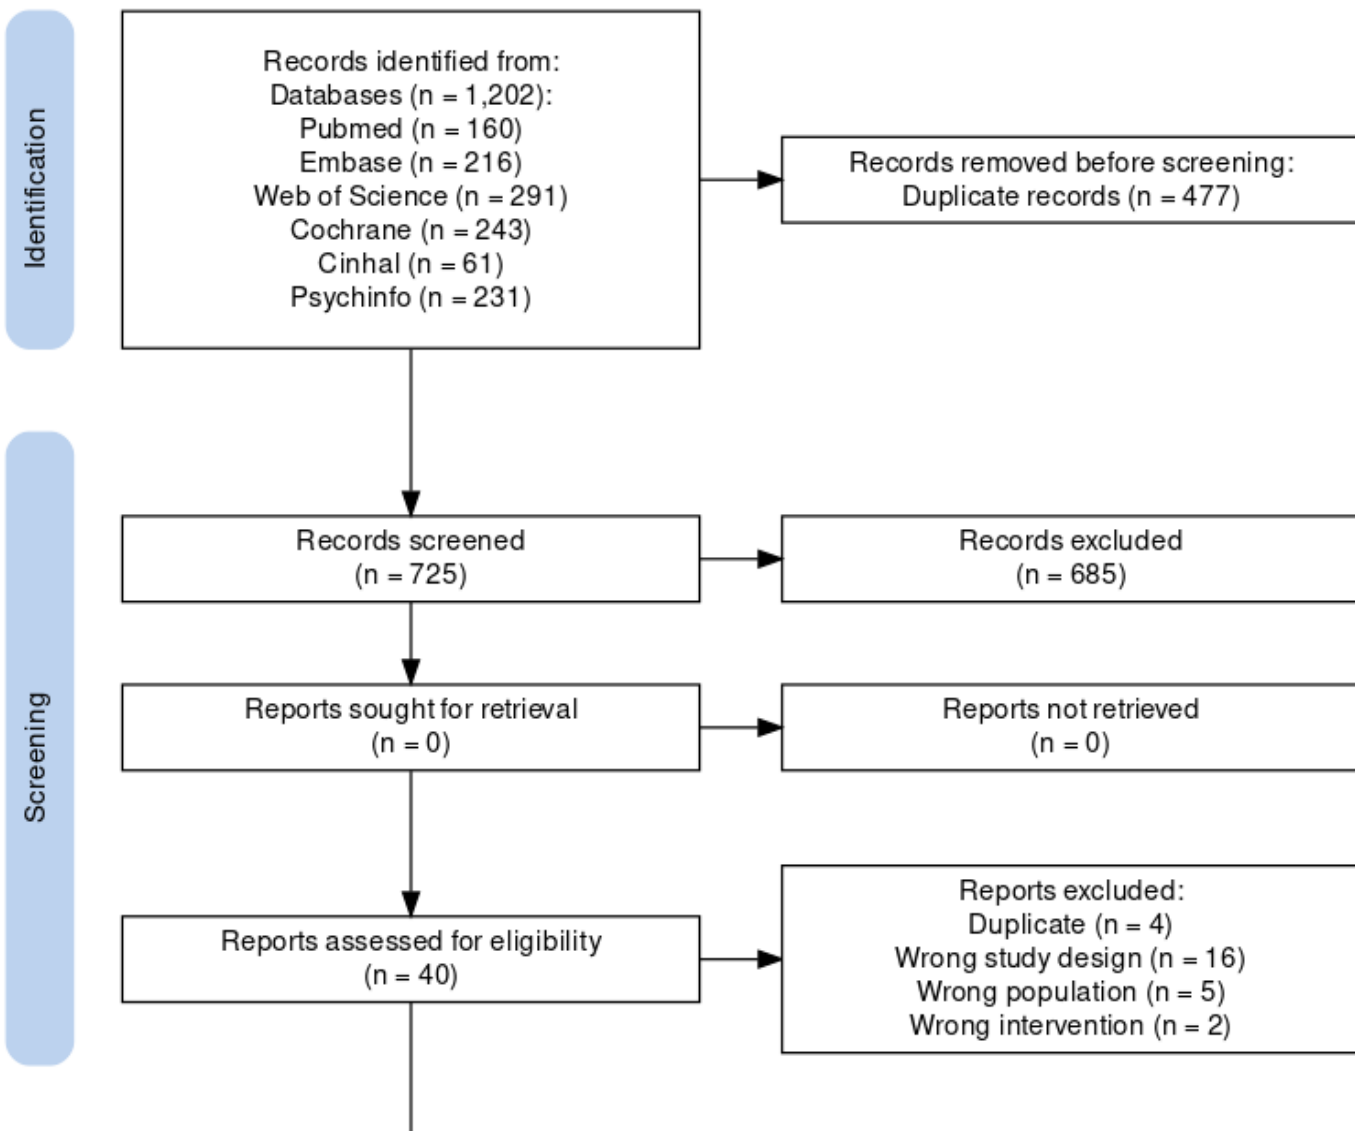 Identification
Records identified from:
Databases (n = 1,202):
Pubmed (n = 160)
Embase (n = 216)
Web of Science (n = 291)
Cochrane (n = 243)
Cinhal (n = 61)
Psychinfo (n = 231)
Records removed before screening:
Duplicate records (n = 477)
Screening
Records screened
(n = 725)
Records excluded
(n = 685)
Reports sought for retrieval
(n = 0)
Reports not retrieved
(n = 0)
Reports assessed for eligibility
(n = 40)
Reports excluded:
Duplicate (n = 4)
Wrong study design (n = 16)
Wrong population (n = 5)
Wrong intervention (n = 2)